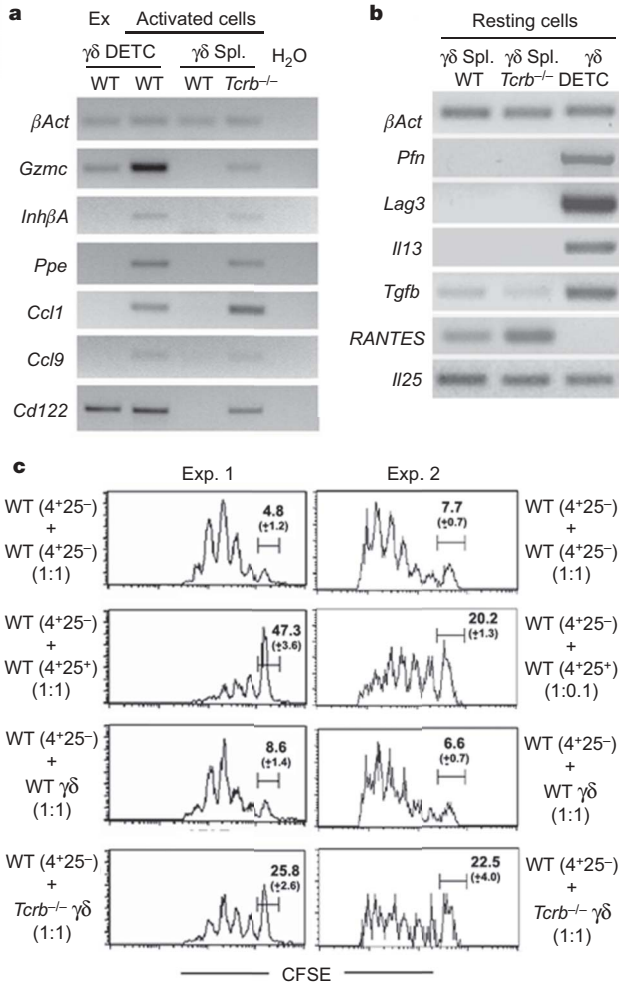 a
Ex Activated cells
γδ DETC γδ Spl. H₂O
WT WT WT Tcrb⁻/⁻
βAct
Gzmc
InhβA
Ppe
Ccl1
Ccl9
Cd122
b
Resting cells
γδ Spl. γδ Spl. γδ
WT Tcrb⁻/⁻ DETC
βAct
Pfn
Lag3
Il13
Tgfb
RANTES
Il25
c
Exp. 1 Exp. 2
WT (4⁺25⁻)
+
WT (4⁺25⁻)
(1:1)
4.8
(±1.2)
7.7
(±0.7)
WT (4⁺25⁻)
+
WT (4⁺25⁻)
(1:1)
WT (4⁺25⁻)
+
WT (4⁺25⁺)
(1:1)
47.3
(±3.6)
20.2
(±1.3)
WT (4⁺25⁻)
+
WT (4⁺25⁺)
(1:0.1)
WT (4⁺25⁻)
+
WT γδ
(1:1)
8.6
(±1.4)
6.6
(±0.7)
WT (4⁺25⁻)
+
WT γδ
(1:1)
WT (4⁺25⁻)
+
Tcrb⁻/⁻ γδ
(1:1)
25.8
(±2.6)
22.5
(±4.0)
WT (4⁺25⁻)
+
Tcrb⁻/⁻ γδ
(1:1)
CFSE